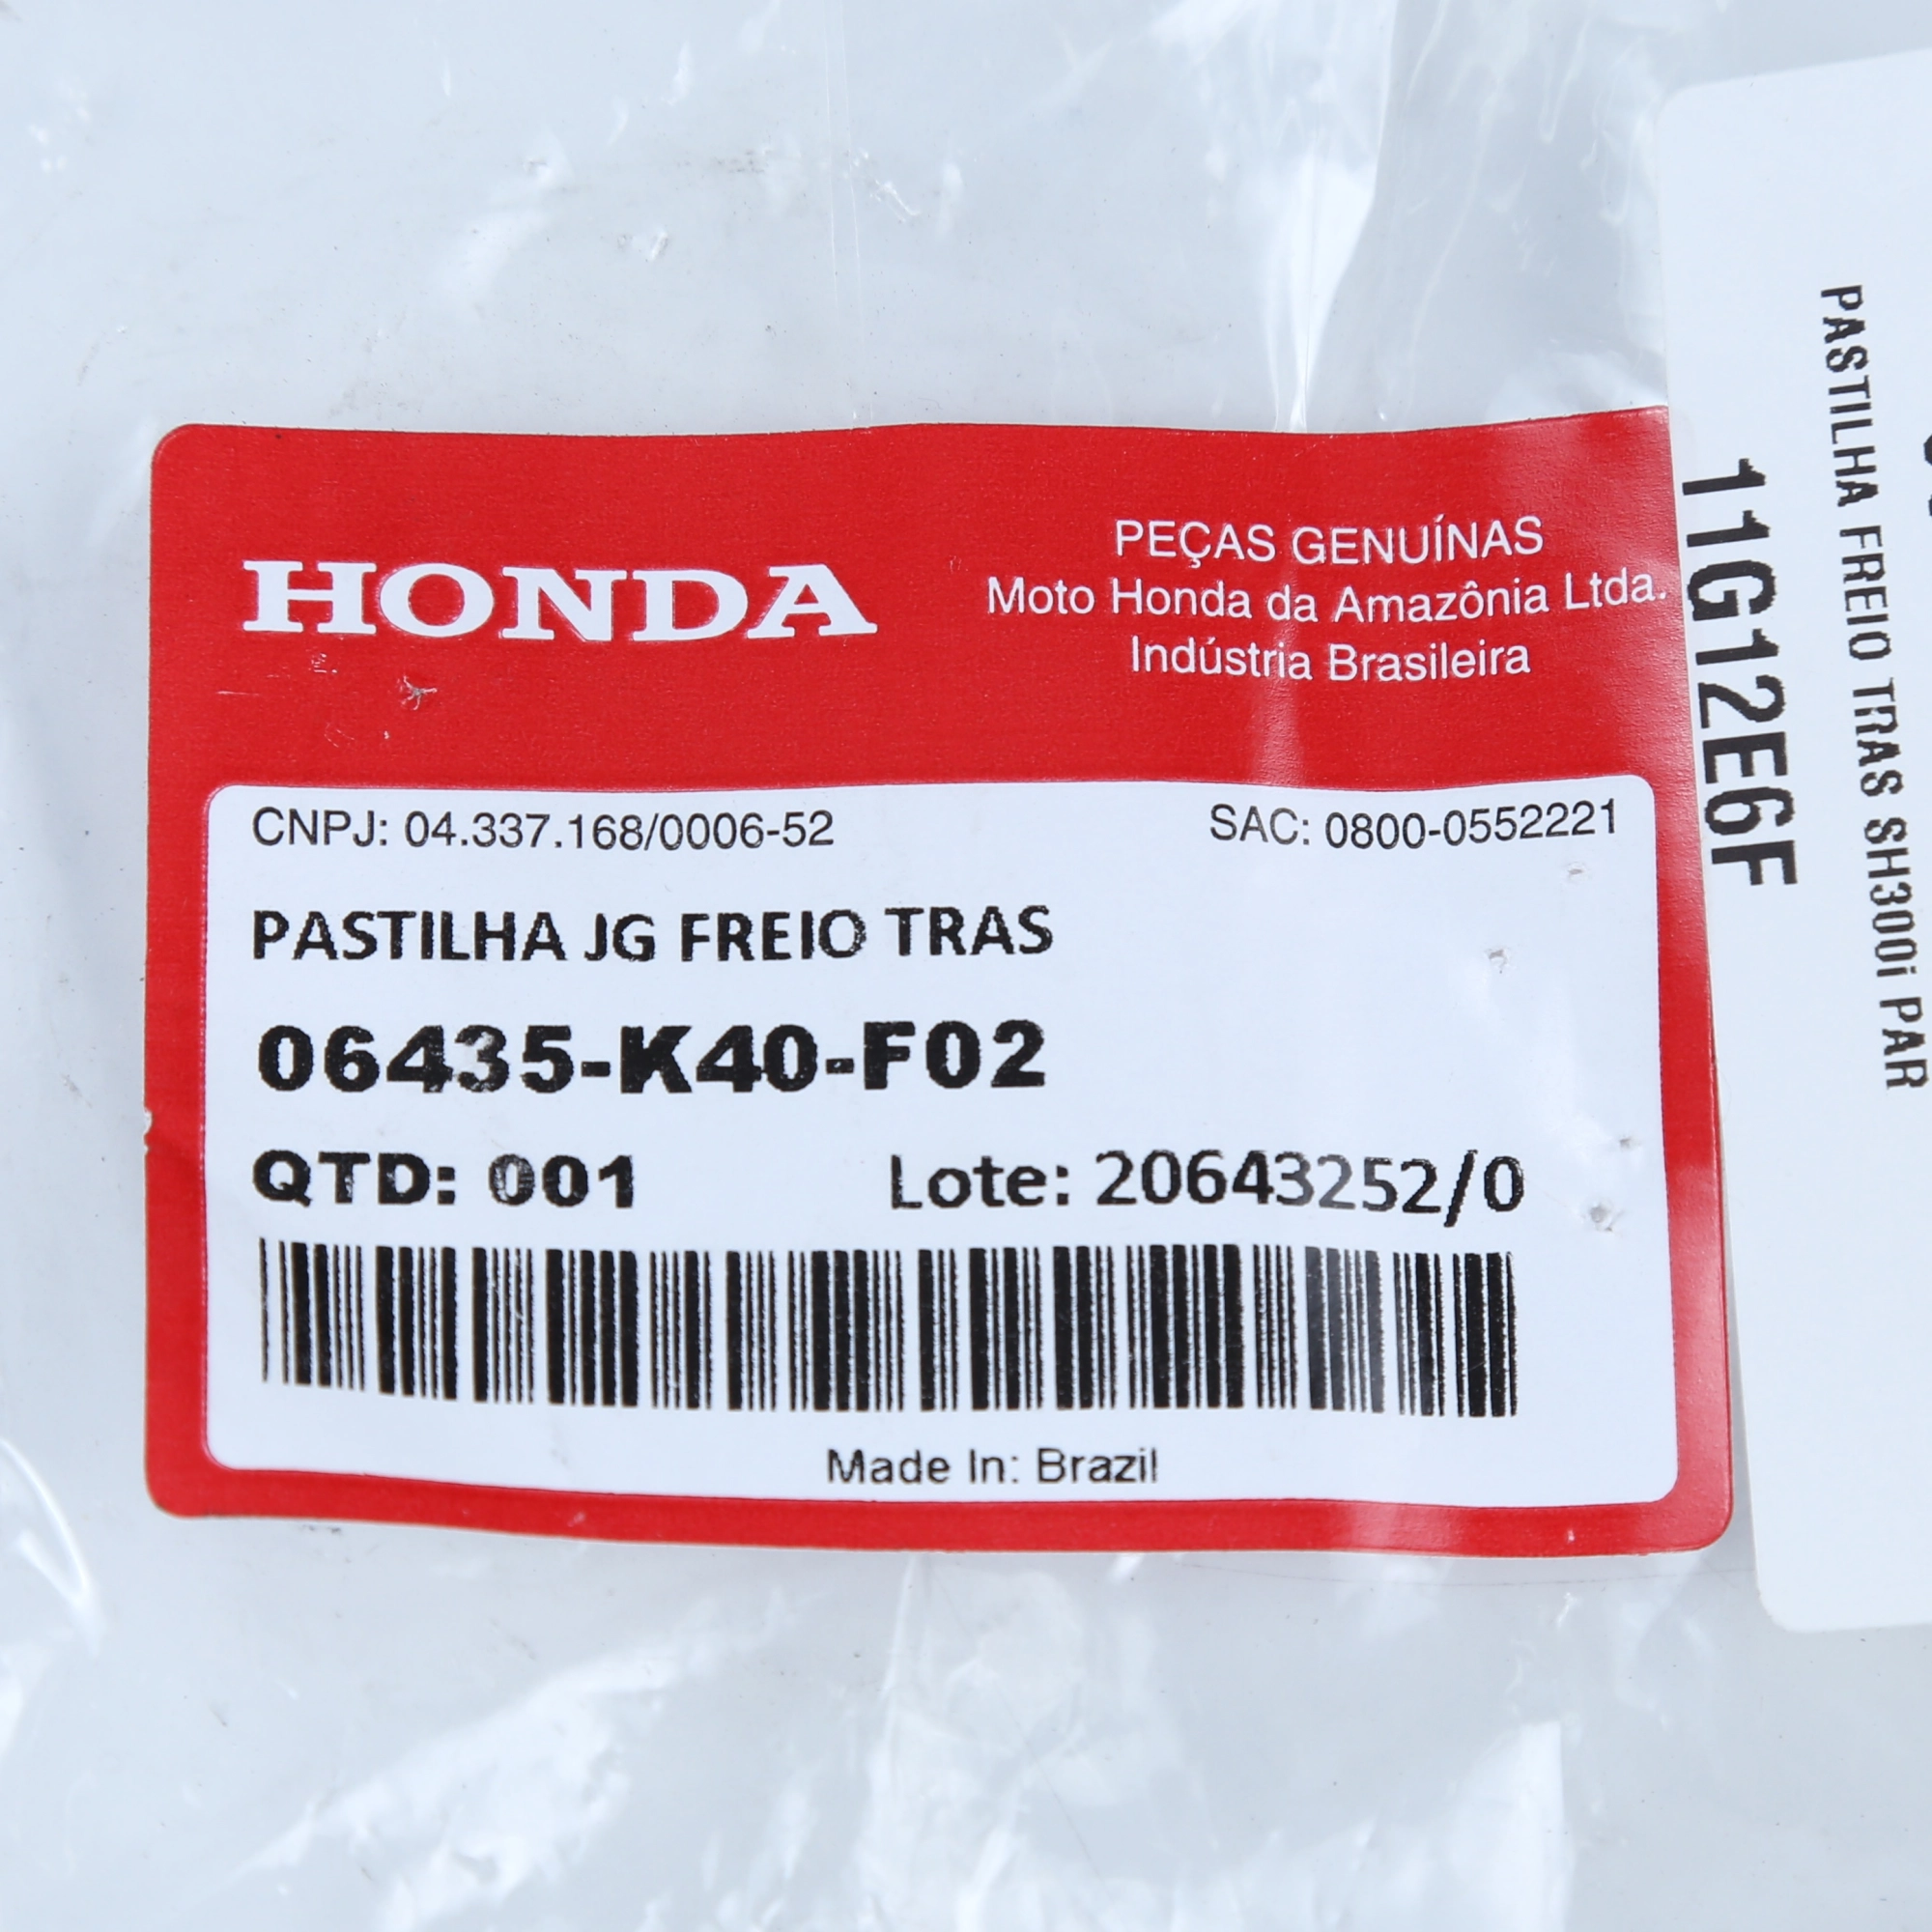 HONDA
PEÇAS GENUÍNAS
Moto Honda da Amazônia Ltda.
Indústria Brasileira
CNPJ: 04.337.168/0006-52
SAC: 0800-0552221
PASTILHA JG FREIO TRAS
06435-K40-F02
QTD: 001
Lote: 20643252/0
Made In: Brazil
PASTILHA FREIO TRAS SH300i PAR
11G12E6F